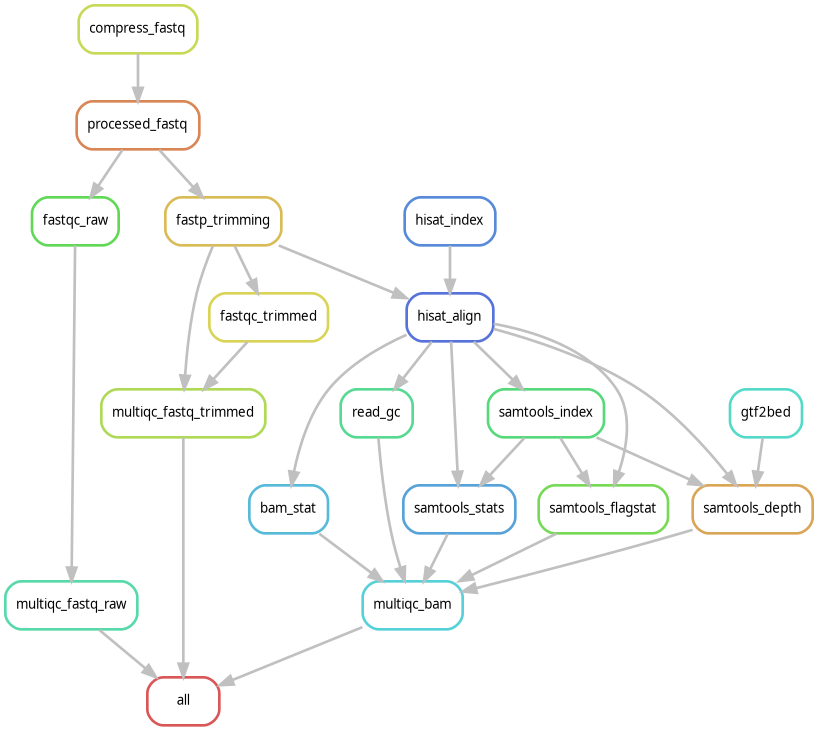 compress_fastq
processed_fastq
fastqc_raw
fastp_trimming
hisat_index
fastqc_trimmed
hisat_align
multiqc_fastq_trimmed
read_gc
samtools_index
gtf2bed
bam_stat
samtools_stats
samtools_flagstat
samtools_depth
multiqc_fastq_raw
multiqc_bam
all